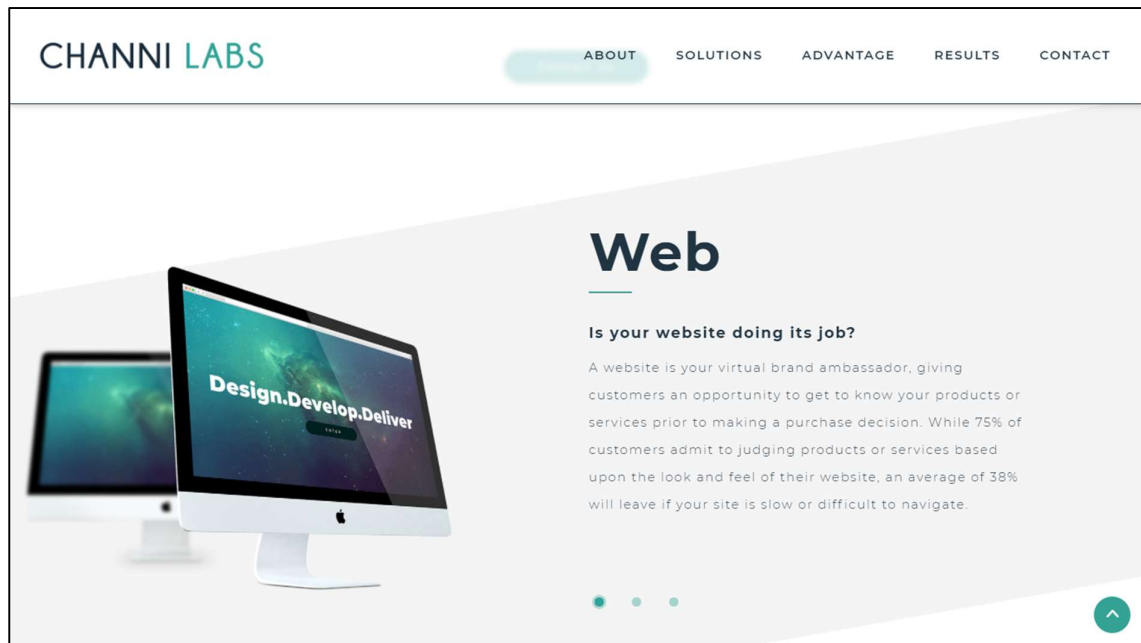 CHANNI LABS
ABOUT SOLUTIONS ADVANTAGE RESULTS CONTACT
Design.Develop.Deliver
Web
Is your website doing its job?
A website is your virtual brand ambassador, giving
customers an opportunity to get to know your products or
services prior to making a purchase decision. While 75% of
customers admit to judging products or services based
upon the look and feel of their website, an average of 38%
will leave if your site is slow or difficult to navigate.